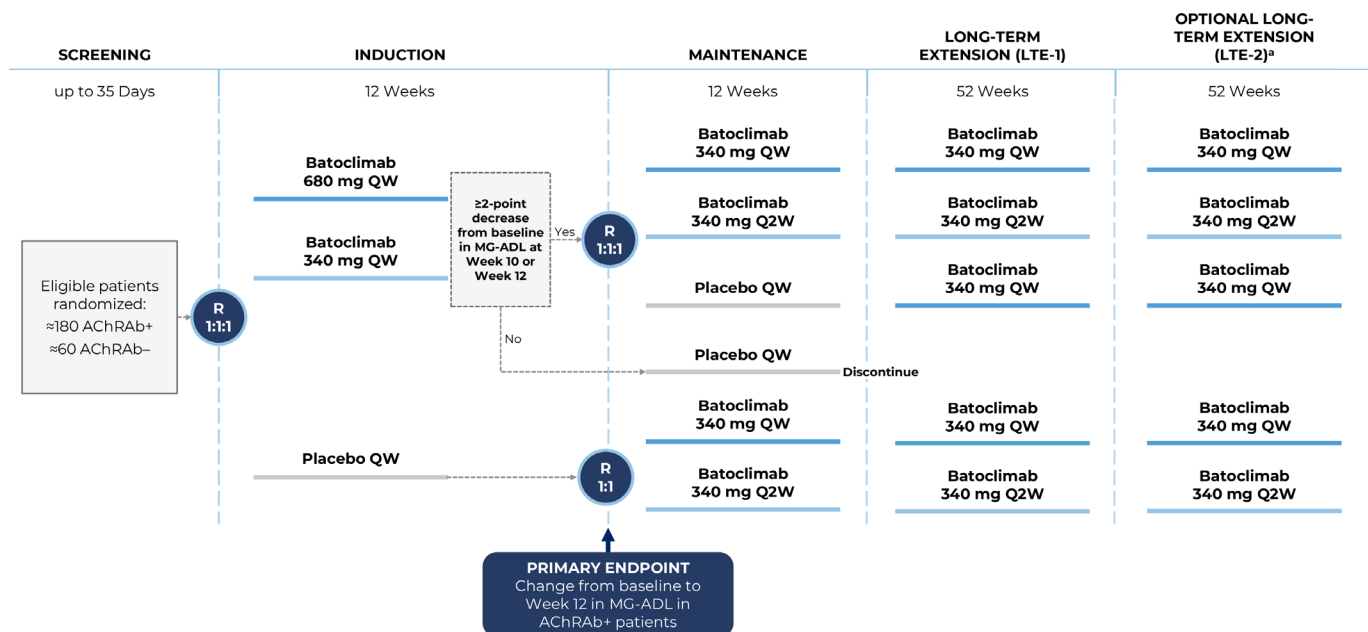 SCREENING
INDUCTION
MAINTENANCE
LONG-TERM
EXTENSION (LTE-1)
OPTIONAL LONG-
TERM EXTENSION
(LTE-2)ᵃ
up to 35 Days
12 Weeks
12 Weeks
52 Weeks
52 Weeks
Eligible patients
randomized:
≈180 AChRAb+
≈60 AChRAb–
R
1:1:1
Batoclimab
680 mg QW
Batoclimab
340 mg QW
Placebo QW
≥2-point
decrease
from baseline
in MG-ADL at
Week 10 or
Week 12
Yes
No
R
1:1:1
R
1:1
Batoclimab
340 mg QW
Batoclimab
340 mg Q2W
Placebo QW
Placebo QW
Discontinue
Batoclimab
340 mg QW
Batoclimab
340 mg Q2W
Batoclimab
340 mg QW
Batoclimab
340 mg Q2W
Batoclimab
340 mg QW
Batoclimab
340 mg QW
Batoclimab
340 mg Q2W
Batoclimab
340 mg QW
Batoclimab
340 mg Q2W
Batoclimab
340 mg QW
Batoclimab
340 mg QW
Batoclimab
340 mg Q2W
PRIMARY ENDPOINT
Change from baseline to
Week 12 in MG-ADL in
AChRAb+ patients